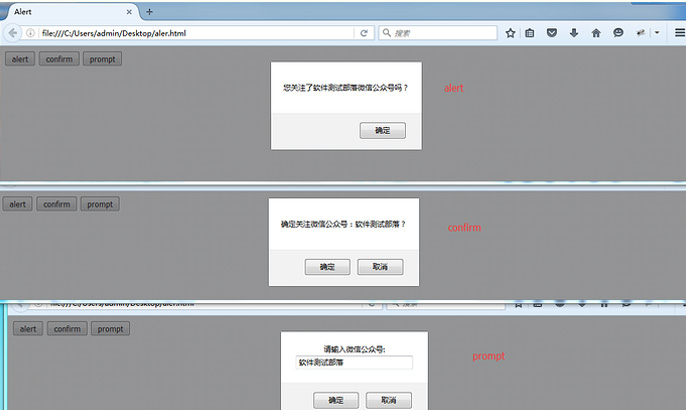 Alert
file:///C:/Users/admin/Desktop/aler.html
搜索
alert confirm prompt
您关注了软件测试部落微信公众号吗？
alert
确定
alert confirm prompt
确定关注微信公众号：软件测试部落？
confirm
确定 取消
file:///C:/Users/admin/Desktop/aler.html
搜索
alert confirm prompt
请输入微信公众号:
软件测试部落
prompt
确定 取消